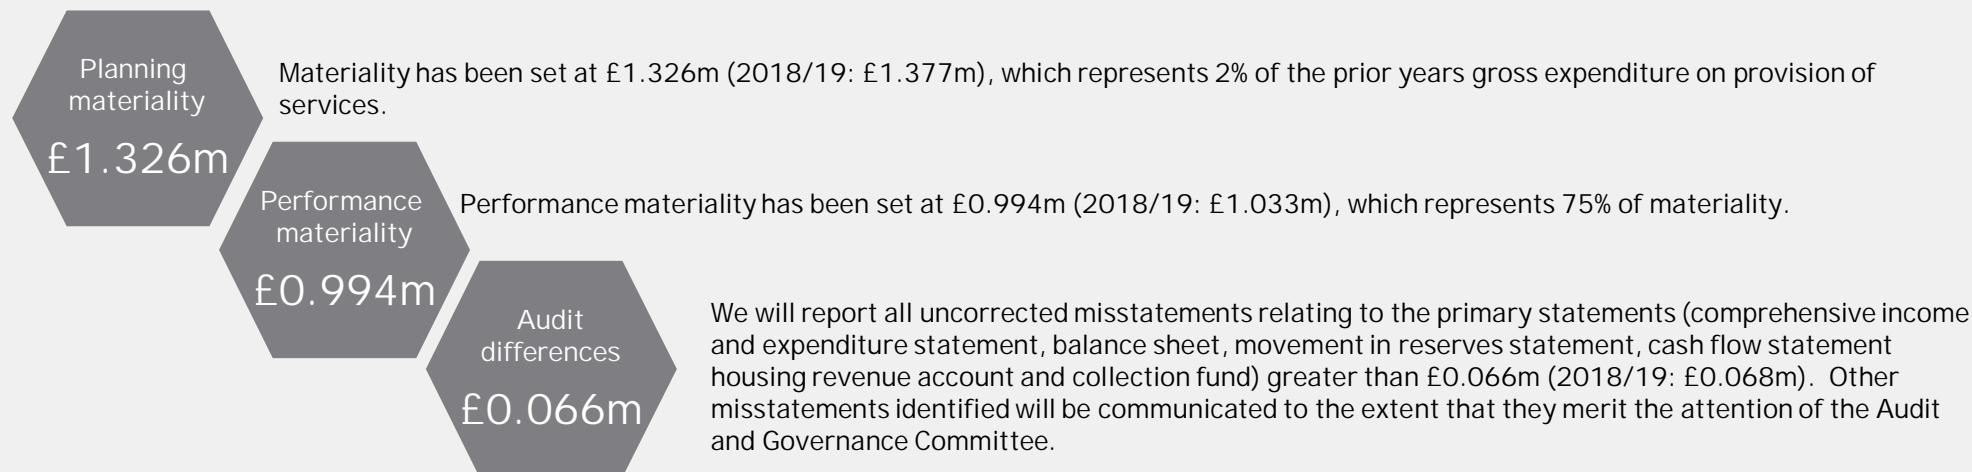 Planning
materiality
£1.326m
Materiality has been set at £1.326m (2018/19: £1.377m), which represents 2% of the prior years gross expenditure on provision of
services.
Performance
materiality
£0.994m
Performance materiality has been set at £0.994m (2018/19: £1.033m), which represents 75% of materiality.
Audit
differences
£0.066m
We will report all uncorrected misstatements relating to the primary statements (comprehensive income
and expenditure statement, balance sheet, movement in reserves statement, cash flow statement
housing revenue account and collection fund) greater than £0.066m (2018/19: £0.068m).  Other
misstatements identified will be communicated to the extent that they merit the attention of the Audit
and Governance Committee.